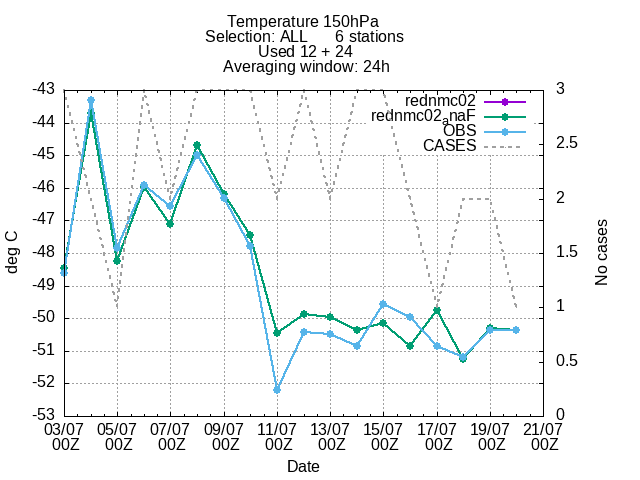 Temperature 150hPa
Selection: ALL 6 stations
Used 12 + 24
Averaging window: 24h
rednmc02
rednmc02anaF
OBS
CASES
deg C
-43
-44
-45
-46
-47
-48
-49
-50
-51
-52
-53
No cases
3
2.5
2
1.5
1
0.5
0
03/07 05/07 07/07 09/07 11/07 13/07 15/07 17/07 19/07 21/07
00Z 00Z 00Z 00Z 00Z 00Z 00Z 00Z 00Z 00Z
Date